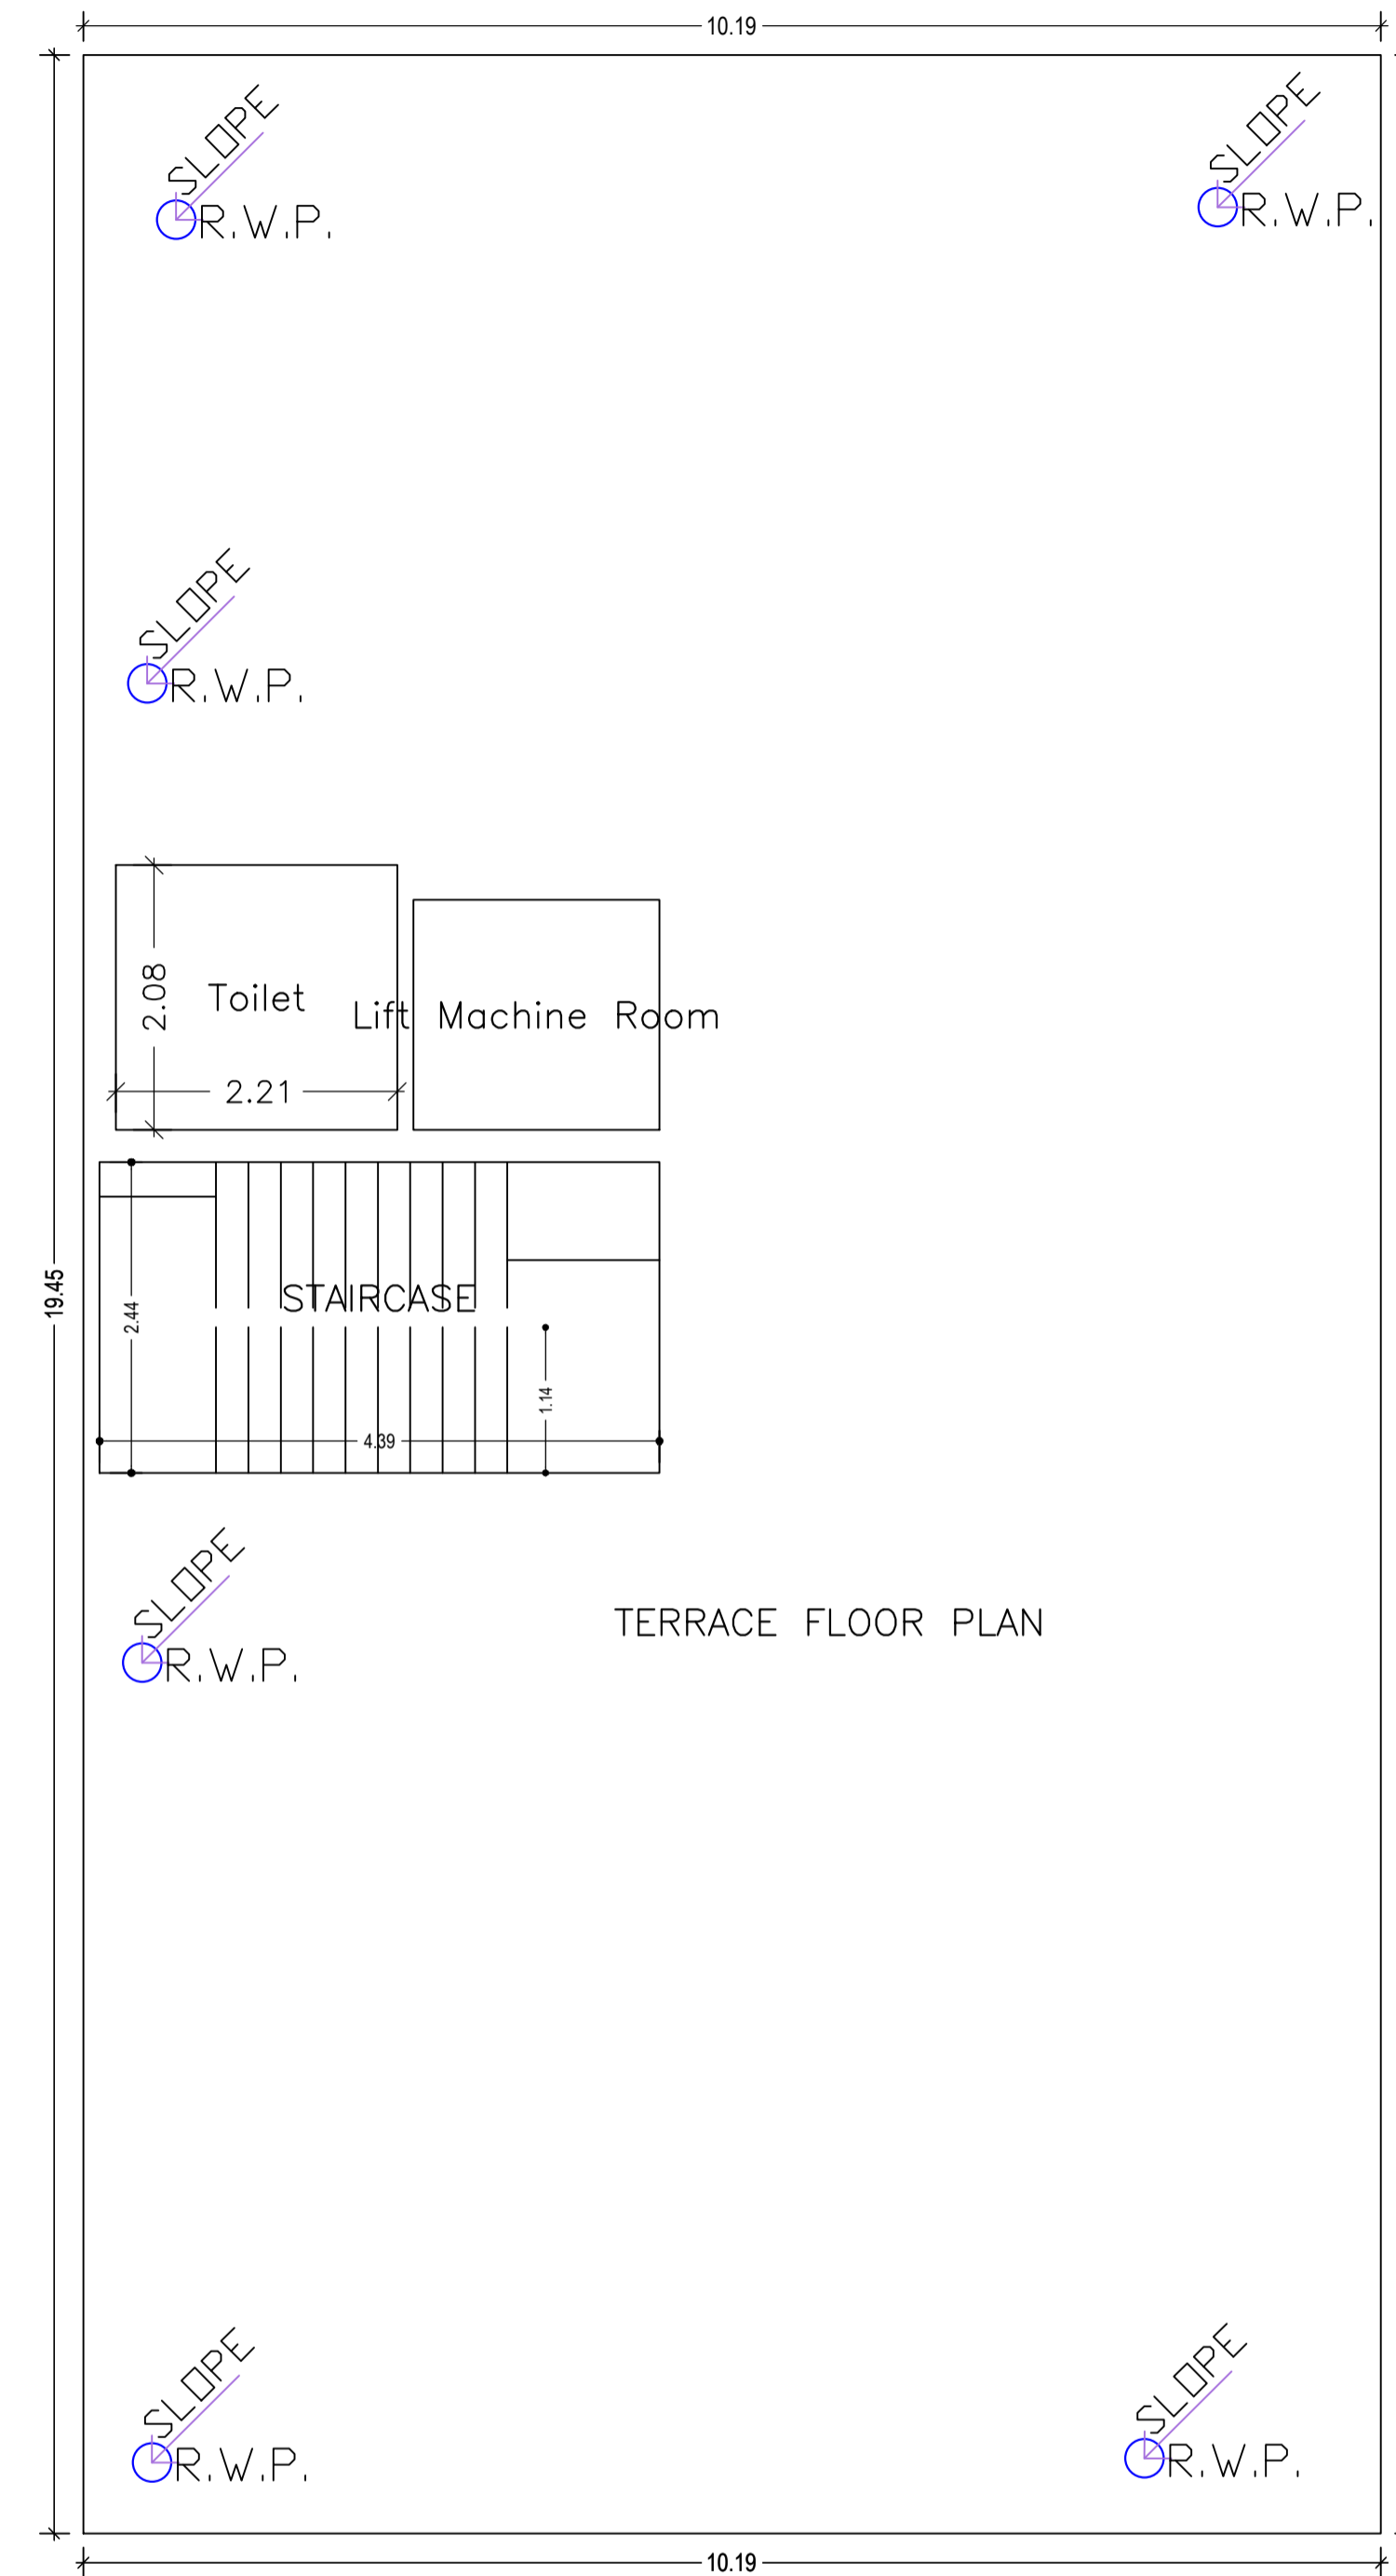 10.19
SLOPE
R.W.P.
SLOPE
R.W.P.
SLOPE
R.W.P.
2.08
Toilet
Lift Machine Room
2.21
19.45
2.44
STAIRCASE
1.14
4.39
SLOPE
R.W.P.
TERRACE FLOOR PLAN
SLOPE
R.W.P.
SLOPE
R.W.P.
10.19